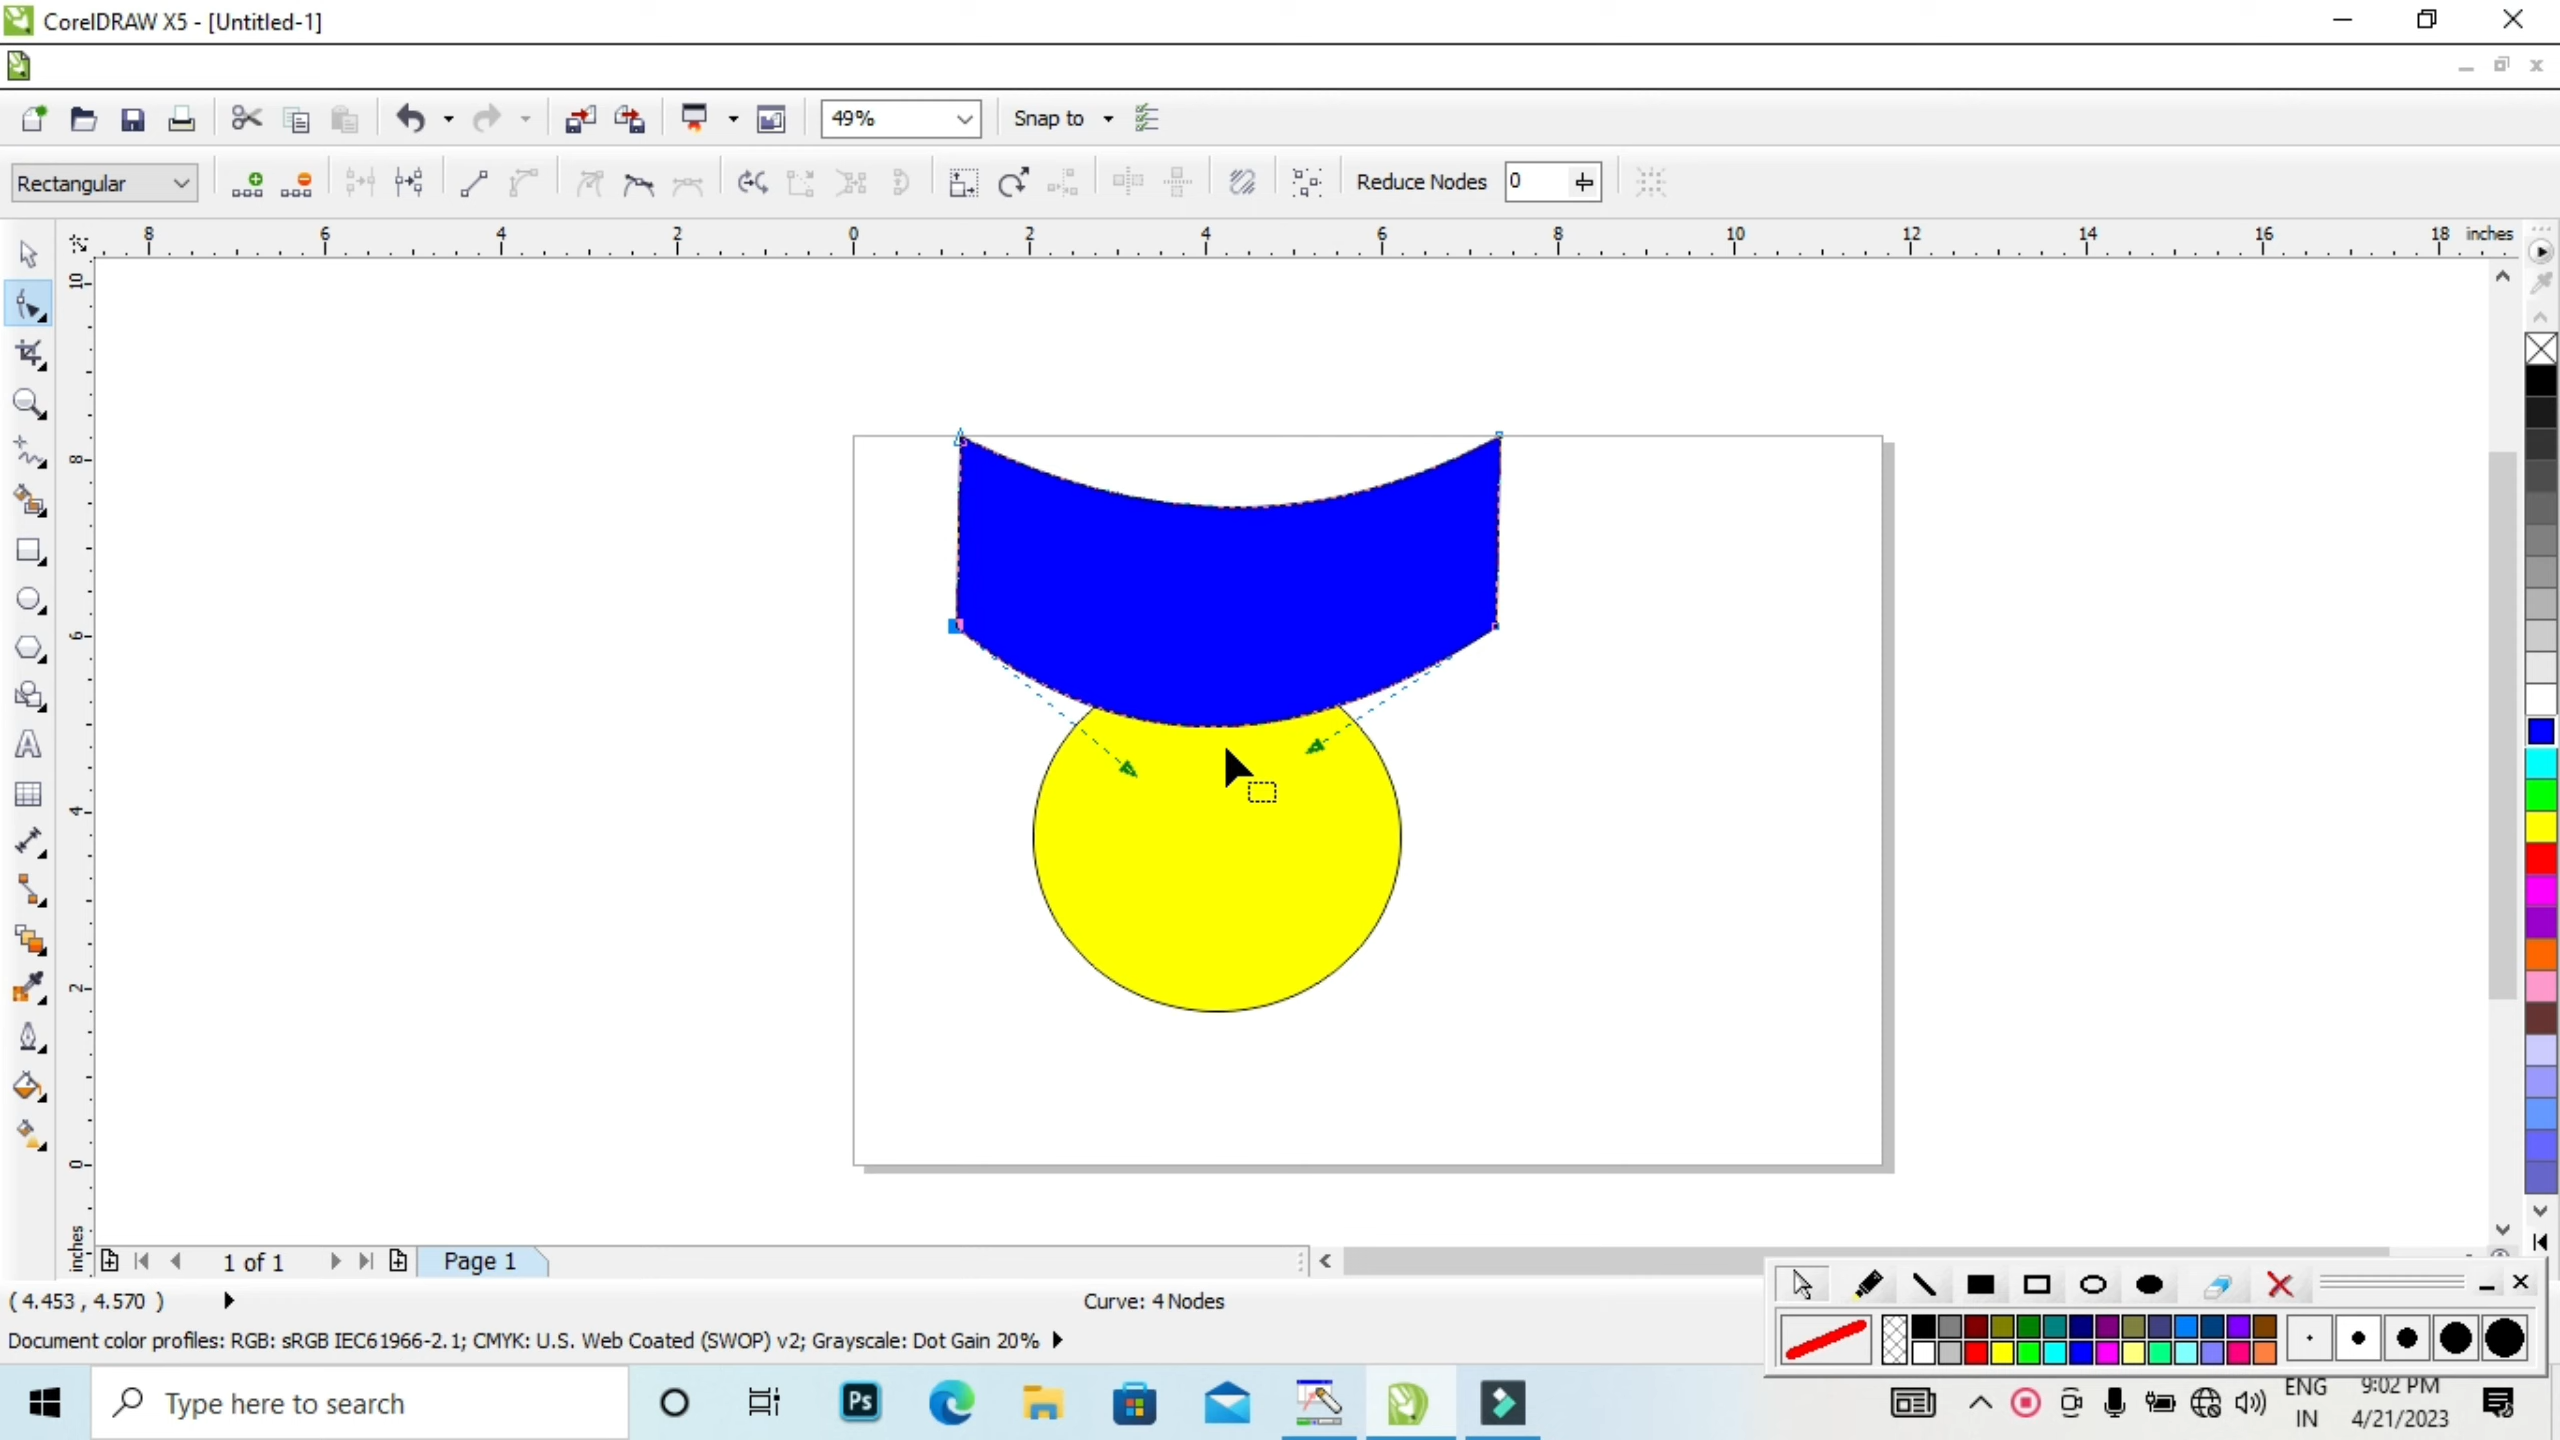 CorelDRAW X5 - [Untitled-1]
49%
Snap to
Rectangular
Reduce Nodes
0
8 6 4 2 0 2 4 6 8 10 12 14 16 18 inches
10
8
6
4
2
0
inches
1 of 1
Page 1
( 4.453 , 4.570 )
Curve: 4 Nodes
Document color profiles: RGB: sRGB IEC61966-2.1; CMYK: U.S. Web Coated (SWOP) v2; Grayscale: Dot Gain 20%
Type here to search
Ps
ENG
IN
9:02 PM
4/21/2023